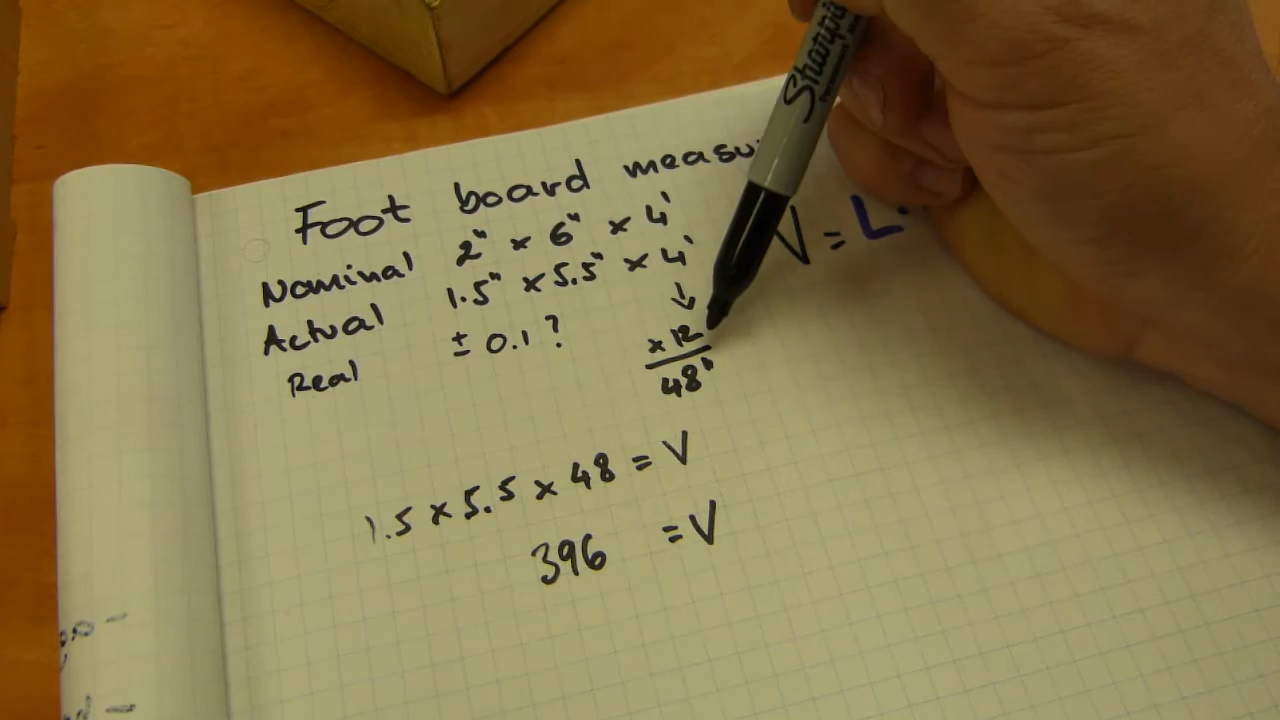 Foot board measu
Nominal 2" × 6" × 4'
Actual 1.5" × 5.5" × 4'
Real ± 0.1 ?
↓
× 12
48"
V = L.
1.5 × 5.5 × 48 = V
396 = V
Sharpie